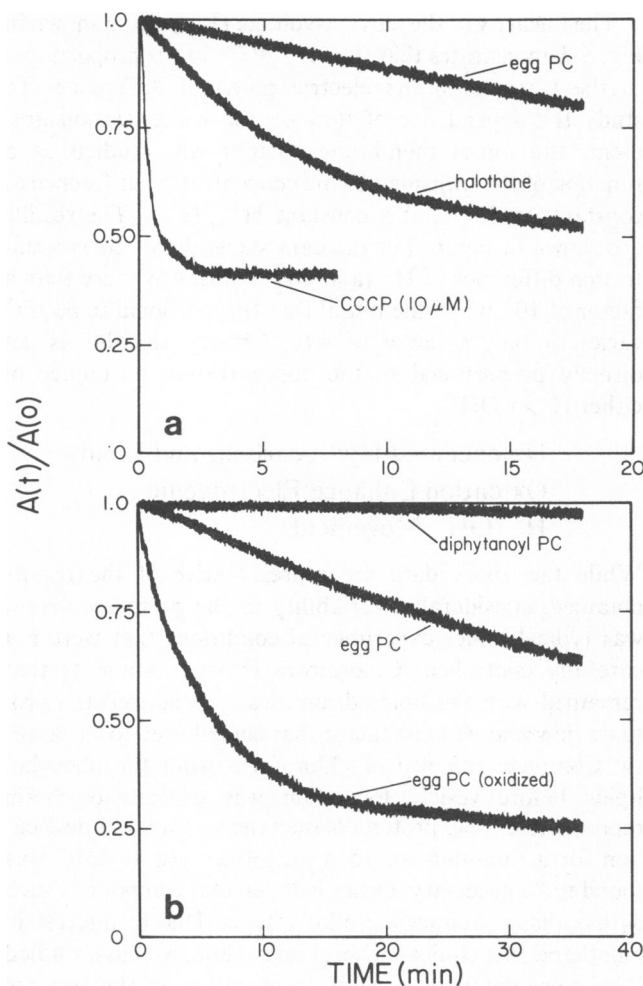 1.0
egg PC
0.75
halothane
0.5
CCCP (10 μM)
0.25
a
0
0 5 10 15 20
A(t)/A(0)
1.0
diphytanoyl PC
0.75
egg PC
0.50
egg PC (oxidized)
0.25
b
0
0 10 20 30 40
TIME (min)